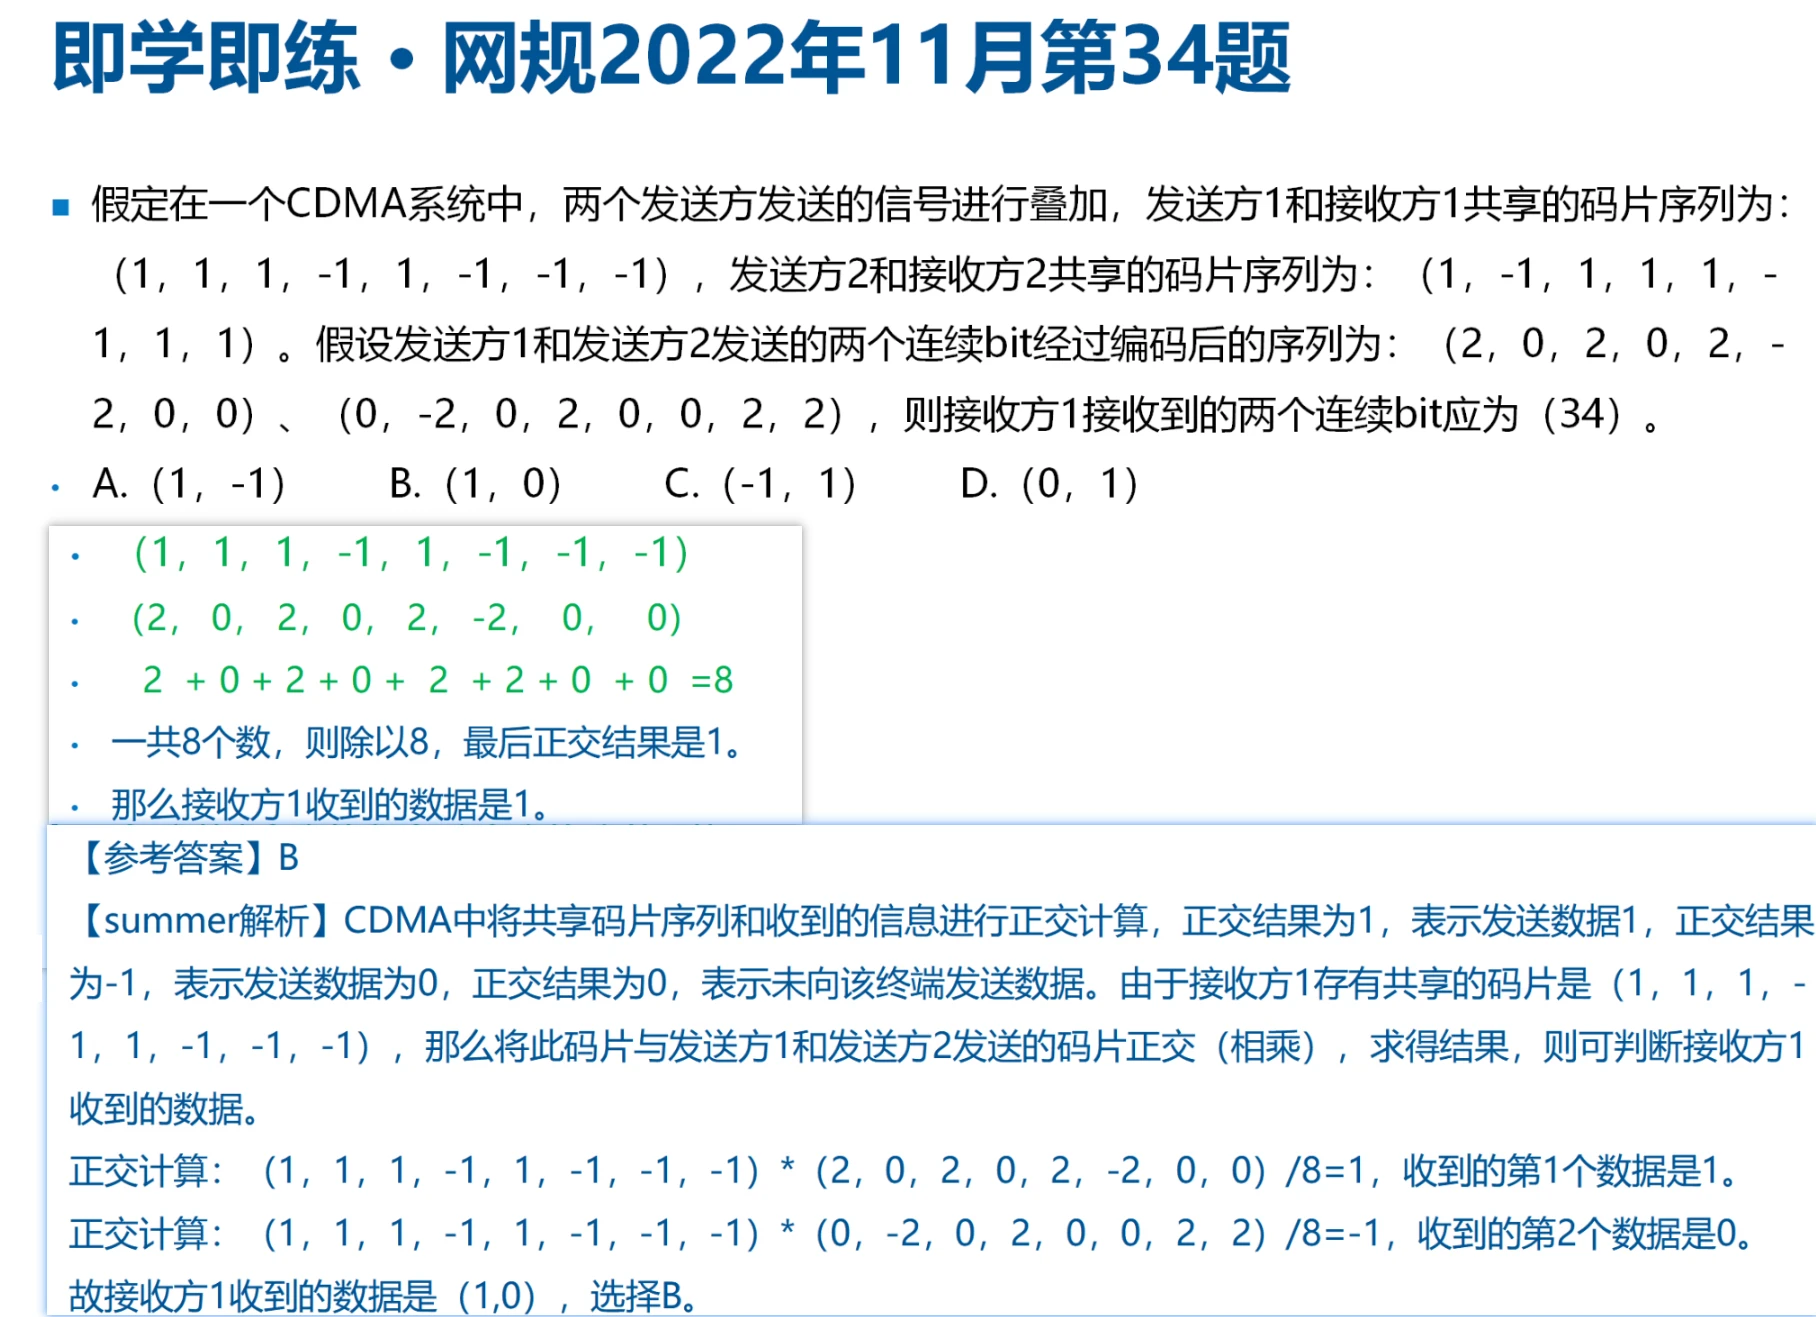 即学即练 • 网规2022年11月第34题
■ 假定在一个CDMA系统中，两个发送方发送的信号进行叠加，发送方1和接收方1共享的码片序列为：
（1，1，1，-1，1，-1，-1，-1），发送方2和接收方2共享的码片序列为：（1，-1，1，1，1，-
1，1，1）。假设发送方1和发送方2发送的两个连续bit经过编码后的序列为：（2，0，2，0，2，-
2，0，0）、（0，-2，0，2，0，0，2，2），则接收方1接收到的两个连续bit应为（34）。
• A.（1，-1） B.（1，0） C.（-1，1） D.（0，1）
• （1，1，1，-1，1，-1，-1，-1）
• （2，0，2，0，2，-2，0，0）
• 2 + 0 + 2 + 0 + 2 + 2 + 0 + 0 =8
• 一共8个数，则除以8，最后正交结果是1。
• 那么接收方1收到的数据是1。
【参考答案】B
【summer解析】CDMA中将共享码片序列和收到的信息进行正交计算，正交结果为1，表示发送数据1，正交结果
为-1，表示发送数据为0，正交结果为0，表示未向该终端发送数据。由于接收方1存有共享的码片是（1，1，1，-
1，1，-1，-1，-1），那么将此码片与发送方1和发送方2发送的码片正交（相乘），求得结果，则可判断接收方1
收到的数据。
正交计算：（1，1，1，-1，1，-1，-1，-1）*（2，0，2，0，2，-2，0，0）/8=1，收到的第1个数据是1。
正交计算：（1，1，1，-1，1，-1，-1，-1）*（0，-2，0，2，0，0，2，2）/8=-1，收到的第2个数据是0。
故接收方1收到的数据是（1,0），选择B。